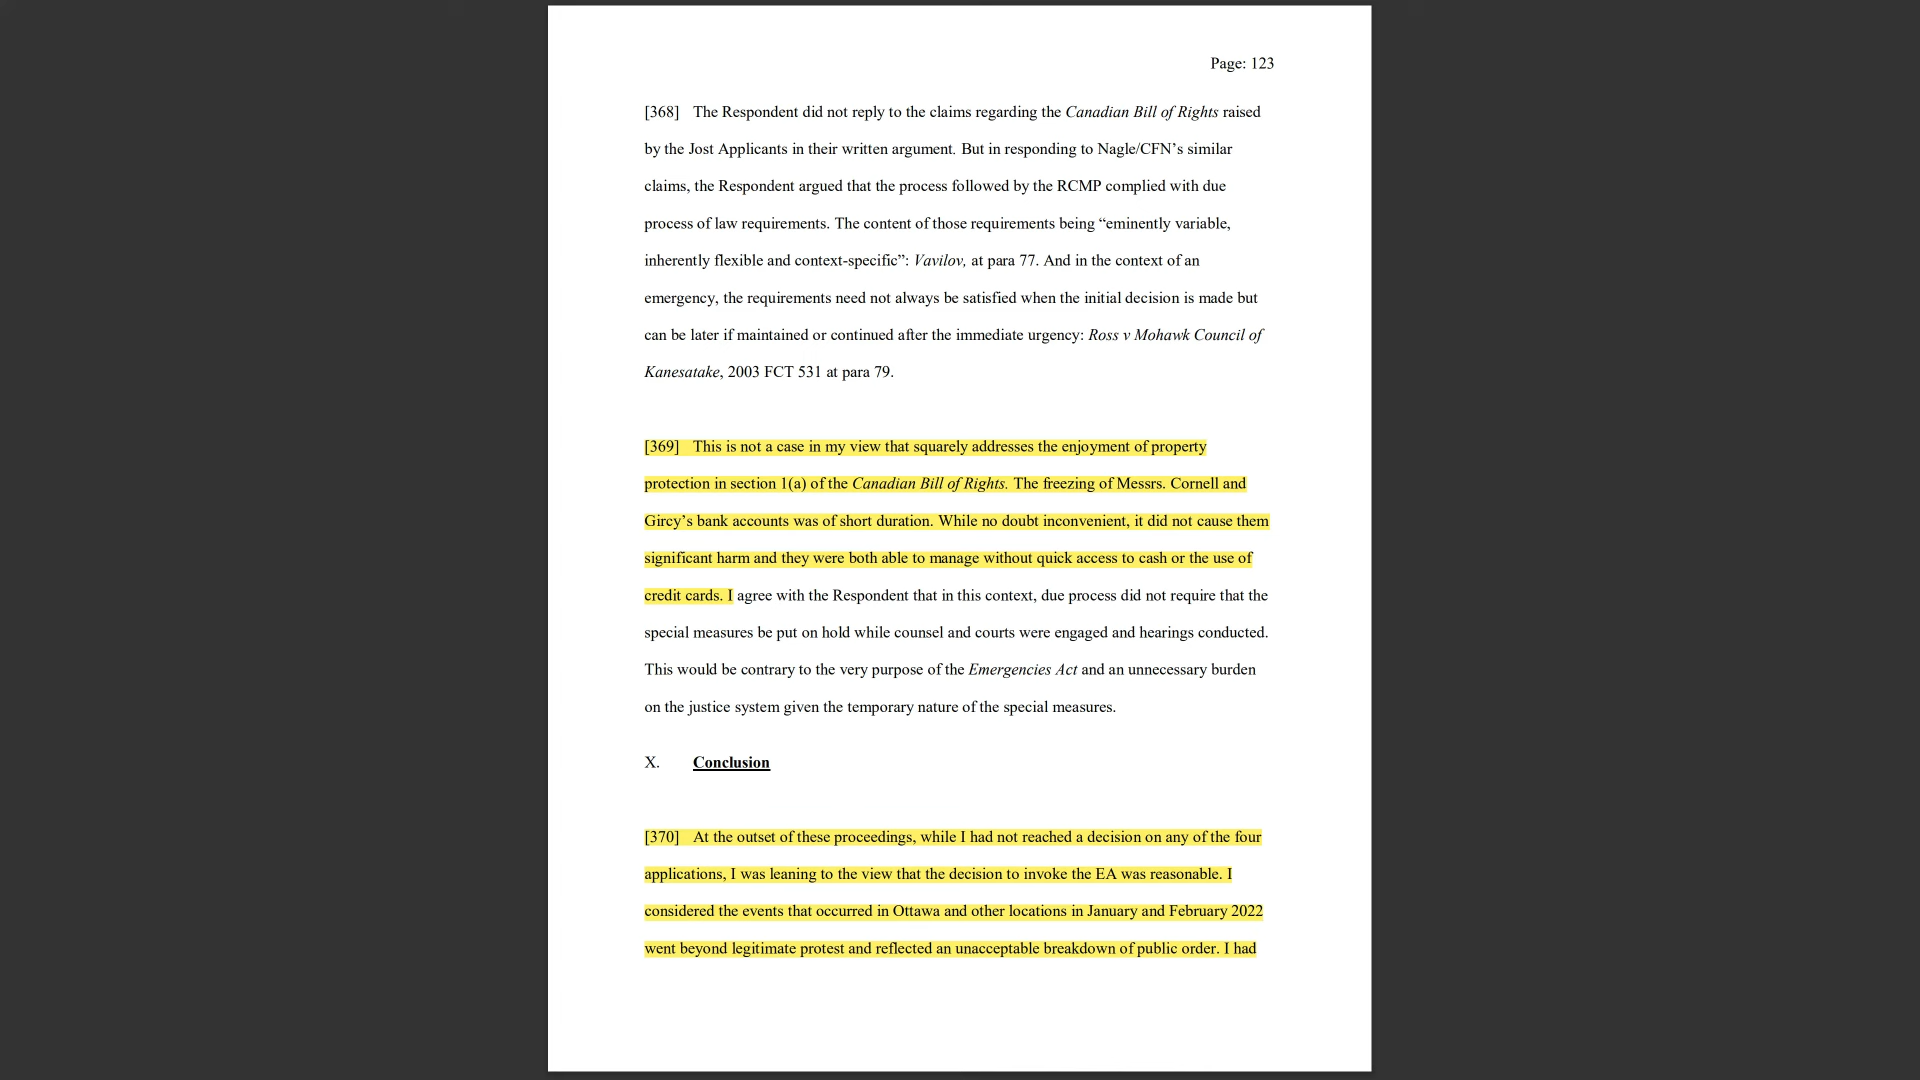 Page: 123
[368] The Respondent did not reply to the claims regarding the Canadian Bill of Rights raised
by the Jost Applicants in their written argument. But in responding to Nagle/CFN’s similar
claims, the Respondent argued that the process followed by the RCMP complied with due
process of law requirements. The content of those requirements being “eminently variable,
inherently flexible and context-specific”: Vavilov, at para 77. And in the context of an
emergency, the requirements need not always be satisfied when the initial decision is made but
can be later if maintained or continued after the immediate urgency: Ross v Mohawk Council of
Kanesatake, 2003 FCT 531 at para 79.
[369] This is not a case in my view that squarely addresses the enjoyment of property
protection in section 1(a) of the Canadian Bill of Rights. The freezing of Messrs. Cornell and
Gircy’s bank accounts was of short duration. While no doubt inconvenient, it did not cause them
significant harm and they were both able to manage without quick access to cash or the use of
credit cards. I agree with the Respondent that in this context, due process did not require that the
special measures be put on hold while counsel and courts were engaged and hearings conducted.
This would be contrary to the very purpose of the Emergencies Act and an unnecessary burden
on the justice system given the temporary nature of the special measures.
X. Conclusion
[370] At the outset of these proceedings, while I had not reached a decision on any of the four
applications, I was leaning to the view that the decision to invoke the EA was reasonable. I
considered the events that occurred in Ottawa and other locations in January and February 2022
went beyond legitimate protest and reflected an unacceptable breakdown of public order. I had